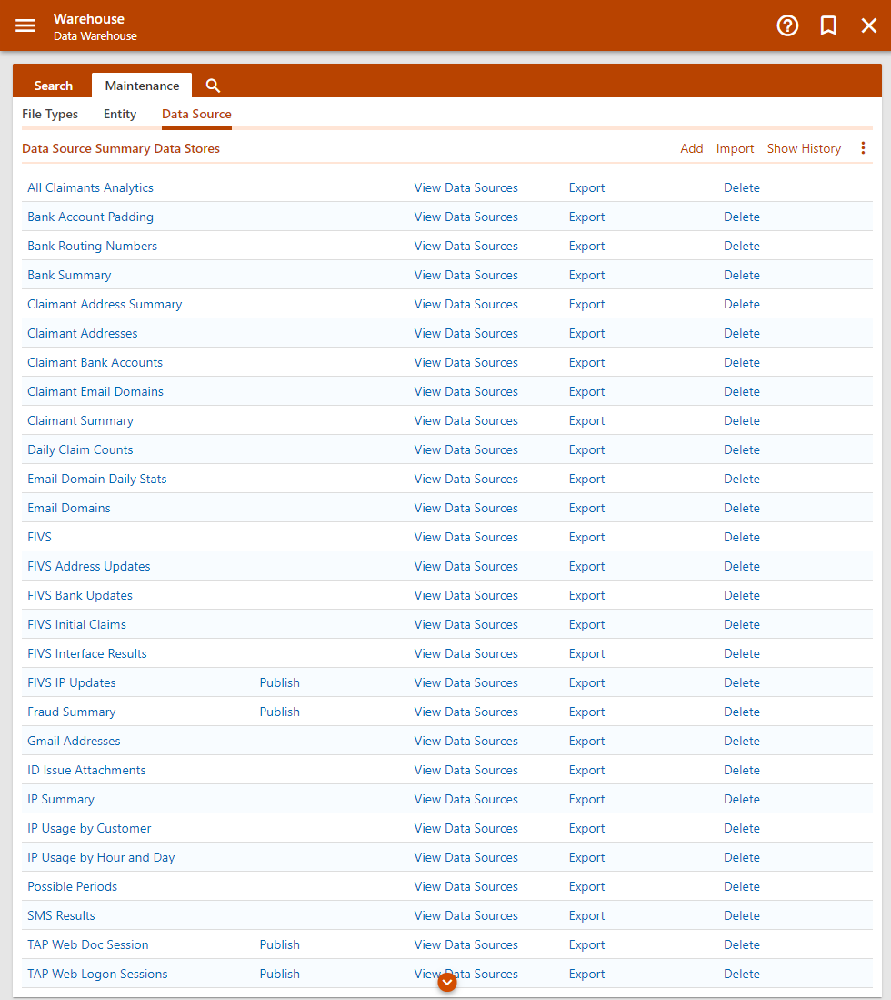 Warehouse
Data Warehouse
Search Maintenance
File Types Entity Data Source
Data Source Summary Data Stores Add Import Show History
All Claimants Analytics View Data Sources Export Delete
Bank Account Padding View Data Sources Export Delete
Bank Routing Numbers View Data Sources Export Delete
Bank Summary View Data Sources Export Delete
Claimant Address Summary View Data Sources Export Delete
Claimant Addresses View Data Sources Export Delete
Claimant Bank Accounts View Data Sources Export Delete
Claimant Email Domains View Data Sources Export Delete
Claimant Summary View Data Sources Export Delete
Daily Claim Counts View Data Sources Export Delete
Email Domain Daily Stats View Data Sources Export Delete
Email Domains View Data Sources Export Delete
FIVS View Data Sources Export Delete
FIVS Address Updates View Data Sources Export Delete
FIVS Bank Updates View Data Sources Export Delete
FIVS Initial Claims View Data Sources Export Delete
FIVS Interface Results View Data Sources Export Delete
FIVS IP Updates Publish View Data Sources Export Delete
Fraud Summary Publish View Data Sources Export Delete
Gmail Addresses View Data Sources Export Delete
ID Issue Attachments View Data Sources Export Delete
IP Summary View Data Sources Export Delete
IP Usage by Customer View Data Sources Export Delete
IP Usage by Hour and Day View Data Sources Export Delete
Possible Periods View Data Sources Export Delete
SMS Results View Data Sources Export Delete
TAP Web Doc Session Publish View Data Sources Export Delete
TAP Web Logon Sessions Publish View Data Sources Export Delete